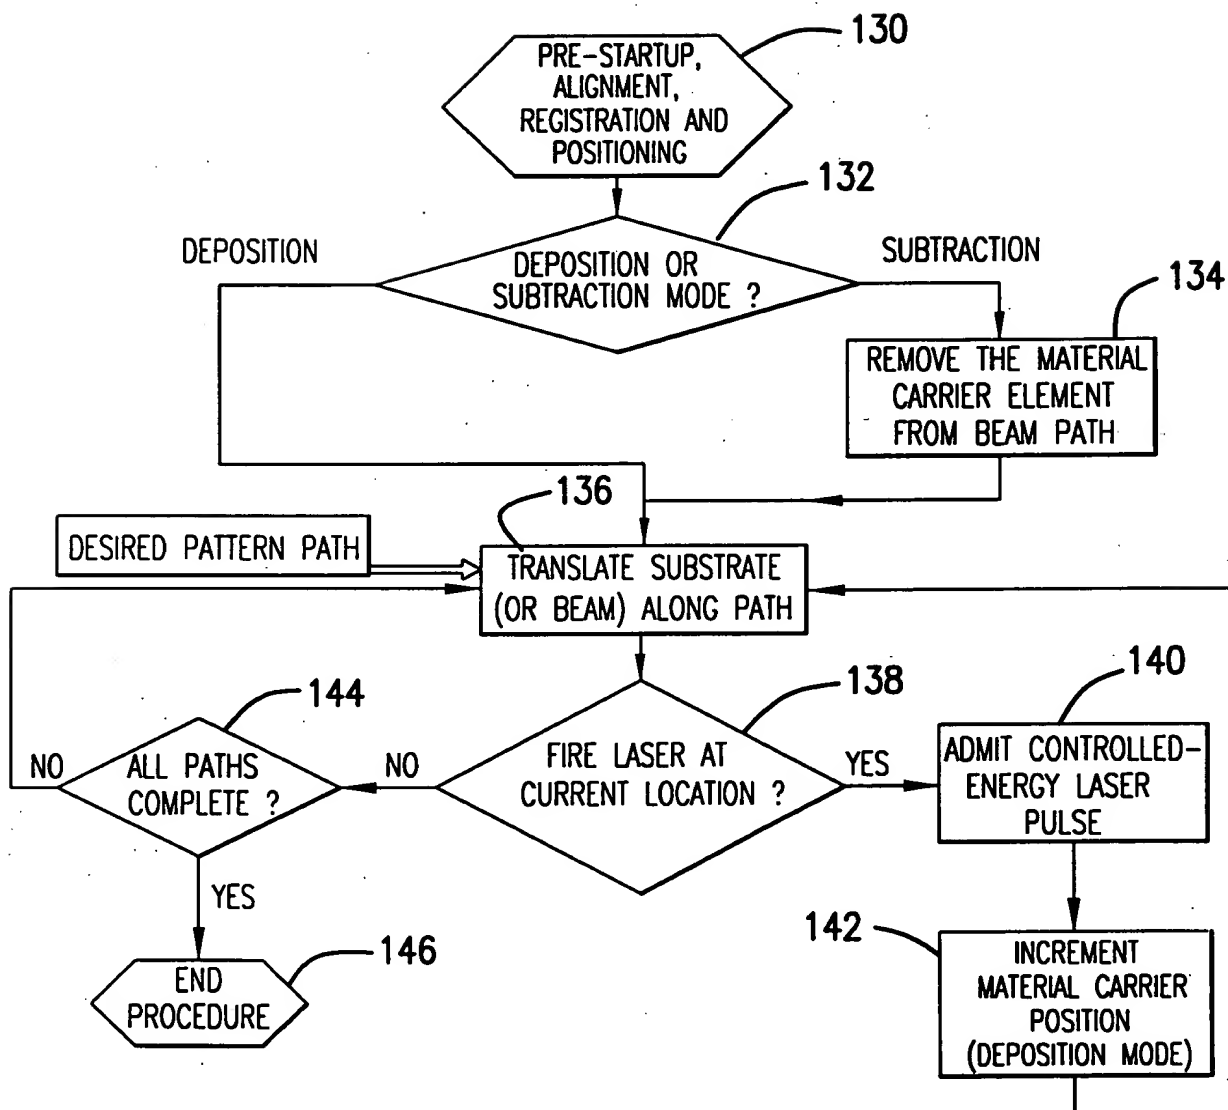 130
PRE-STARTUP,
ALIGNMENT,
REGISTRATION AND
POSITIONING
132
DEPOSITION
DEPOSITION OR
SUBTRACTION MODE ?
SUBTRACTION
134
REMOVE THE MATERIAL
CARRIER ELEMENT
FROM BEAM PATH
136
DESIRED PATTERN PATH
TRANSLATE SUBSTRATE
(OR BEAM) ALONG PATH
144
138
140
NO
ALL PATHS
COMPLETE ?
NO
FIRE LASER AT
CURRENT LOCATION ?
YES
ADMIT CONTROLLED-
ENERGY LASER
PULSE
YES
142
146
END
PROCEDURE
INCREMENT
MATERIAL CARRIER
POSITION
(DEPOSITION MODE)